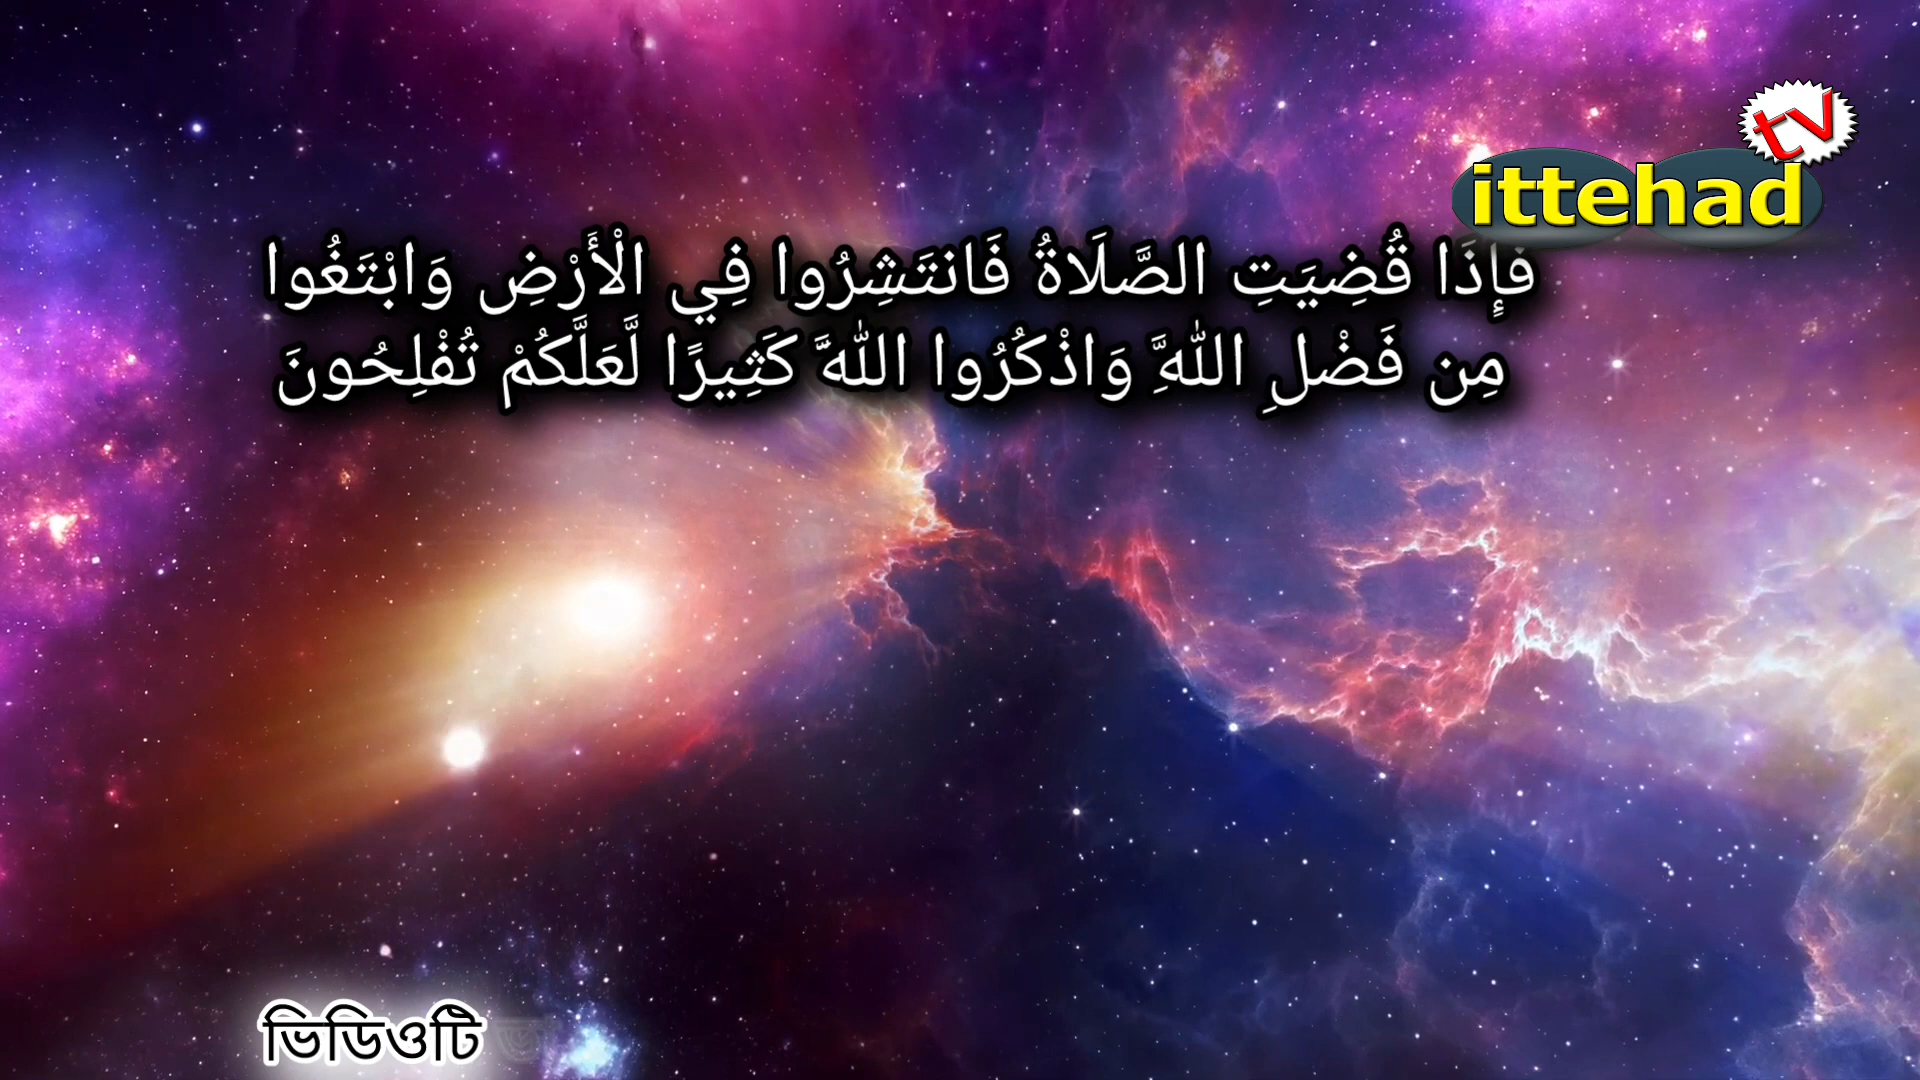 tv
ittehad
فَإِذَا قُضِيَتِ الصَّلَاةُ فَانتَشِرُوا فِي الْأَرْضِ وَابْتَغُوا
مِن فَضْلِ اللَّهِ وَاذْكُرُوا اللَّهَ كَثِيرًا لَّعَلَّكُمْ تُفْلِحُونَ
ভিডিওটি